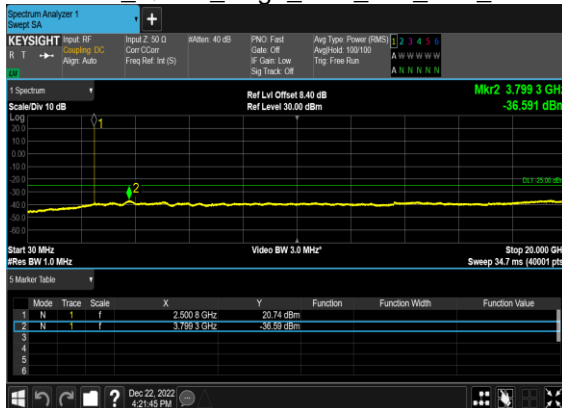 Spectrum Analyzer 1
Swept SA
+
KEYSIGHT Input: RF Input Z: 50 Ω #Atten: 40 dB PNO: Fast Avg Type: Power (RMS) 1 2 3 4 5 6
R T Coupling: DC Corr CCorr Gate: Off Avg|Hold: 100/100 A W W W W W
Align: Auto Freq Ref: Int (S) IF Gain: Low Trig: Free Run
Sig Track: Off A N N N N N
1 Spectrum Ref Lvl Offset 8.40 dB Mkr2 3.799 3 GHz
Scale/Div 10 dB Ref Level 30.00 dBm -36.591 dBm
Log
20.0
10.0
0.00
-10.0
-20.0
-30.0
-40.0
-50.0
-60.0
1
2
DL1 -25.00 dBm
Start 30 MHz Video BW 3.0 MHz* Stop 20.000 GH
#Res BW 1.0 MHz Sweep 34.7 ms (40001 pts
5 Marker Table
Mode Trace Scale X Y Function Function Width Function Value
1 N 1 f 2.500 8 GHz 20.74 dBm
2 N 1 f 3.799 3 GHz -36.59 dBm
3
4
5
6
? Dec 22, 2022
4:21:45 PM